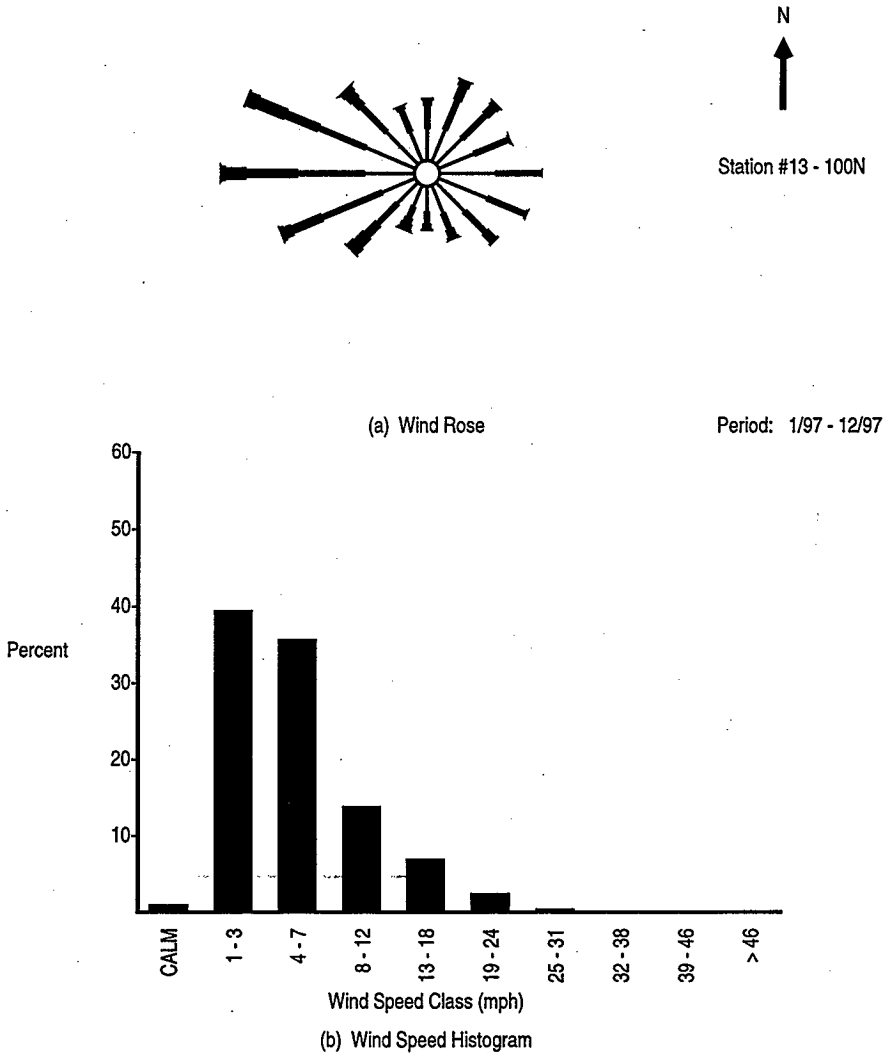 N
Station #13 - 100N
(a) Wind Rose
Period: 1/97 - 12/97
60
50
40
30
20
10
Percent
CALM
1 - 3
4 - 7
8 - 12
13 - 18
19 - 24
25 - 31
32 - 38
39 - 46
> 46
Wind Speed Class (mph)
(b) Wind Speed Histogram